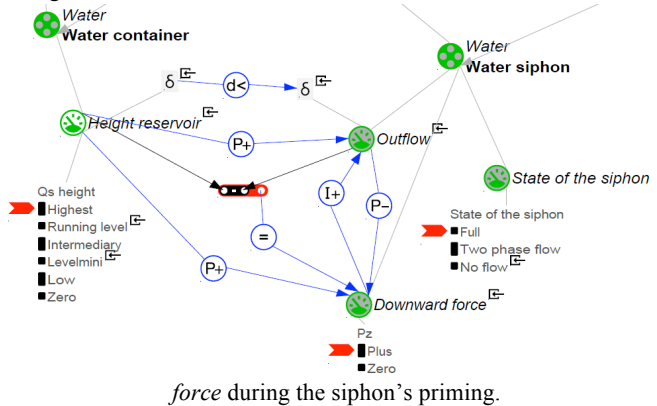 Water
Water container
Water
Water siphon
δ
d<
δ
Height reservoir
P+
Outflow
I+
P-
State of the siphon
Qs height
Highest
Running level
Intermediary
Levelmini
Low
Zero
State of the siphon
Full
Two phase flow
No flow
-
=
P+
Downward force
Pz
Plus
Zero
force during the siphon's priming.